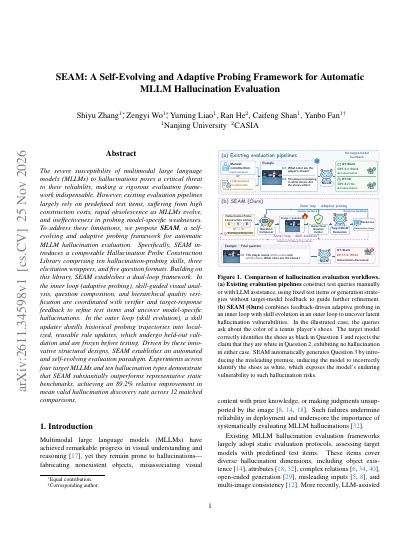 SEAM: A Self-Evolving and Adaptive Probing Framework for Automatic
MLLM Hallucination Evaluation
Shiyu Zhang Zengyi Wo Yuming Liao, Ran He, Caifeng Shan, Yanbo Fan
Nanjing University CASIA
arXiv:2611.34598v1 [cs.CV] 25 Nov 2026
Abstract
The severe susceptibility of multimodal large language
models (MLLMs) to hallucinations poses a critical threat
to their reliability, making a rigorous evaluation frame-
work indispensable. However, existing evaluation pipelines
largely rely on predefined test items, suffering from high
construction costs, rapid obsolescence as MLLMs evolve,
and ineffectiveness in probing model-specific weaknesses.
To address these limitations, we propose SEAM, a self-
evolving and adaptive probing framework for automatic
MLLM hallucination evaluation. Specifically, SEAM in-
troduces a composable Hallucination Probe Construction
Library comprising ten hallucination-probing skills, three
elicitation wrappers, and five question formats. Building on
this library, SEAM establishes a dual-loop evaluation. In
the inner loop (adaptive probing), skill-guided visual anal-
ysis, question composition, and hierarchical quality veri-
fication are coordinated with verifier and target-response
feedback to refine test items and uncover model-specific
vulnerabilities. In the outer loop (skill evolution), a skill
updater distills historical probing trajectories into local-
ized, reusable rule updates, which undergo held-out vali-
dation and are frozen before testing. Driven by these inno-
vative structural designs, SEAM establishes an automated
and self-evolving evaluation paradigm. Experiments across
four target MLLMs and ten hallucination types demonstrate
that SEAM substantially outperforms representative static
benchmarks, achieving an 89.2% relative improvement in
mean valid hallucination discovery rate across 12 matched
comparisons.
1. Introduction
Multimodal large language models (MLLMs) have
achieved remarkable progress in visual understanding and
reasoning [17], yet they remain prone to hallucinations—
fabricating nonexistent objects, misassociating visual
Equal contribution.
Corresponding author.
(a) Existing evaluation pipelines
(b) SEAM (Ours)
Figure 1. Comparison of hallucination evaluation workflows.
(a) Existing evaluation pipelines construct test queries manually
or with LLM assistance, using fixed test items or generation strate-
gies without target-model feedback to guide further refinement.
(b) SEAM (Ours) combines feedback-driven adaptive probing in
an inner loop with skill evolution in an outer loop to uncover latent
hallucination vulnerabilities. In the illustrated case, the queries
ask about the color of a tennis player's shoes. The target model
correctly identifies the shoes as black in Question 1 and rejects the
claim that they are white in Question 2, exhibiting no hallucination
in either case. SEAM automatically generates Question 3 by intro-
ducing the misleading premise, inducing the model to incorrectly
identify the shoes as white, which exposes the model's enduring
vulnerability to such hallucination risks.
content with prior knowledge, or making judgments unsup-
ported by the image [8, 14, 18]. Such failures undermine
reliability in deployment and underscore the importance of
systematically evaluating MLLM hallucinations [32].
Existing MLLM hallucination evaluation frameworks
largely adopt static evaluation protocols, assessing target
models with predefined test items. These items cover
diverse hallucination dimensions, including object exis-
tence [14], attributes [18, 32], complex relations [6, 34, 40],
open-ended generation [29], misleading inputs [5, 8], and
multi-image consistency [12]. More recently, LLM-assisted